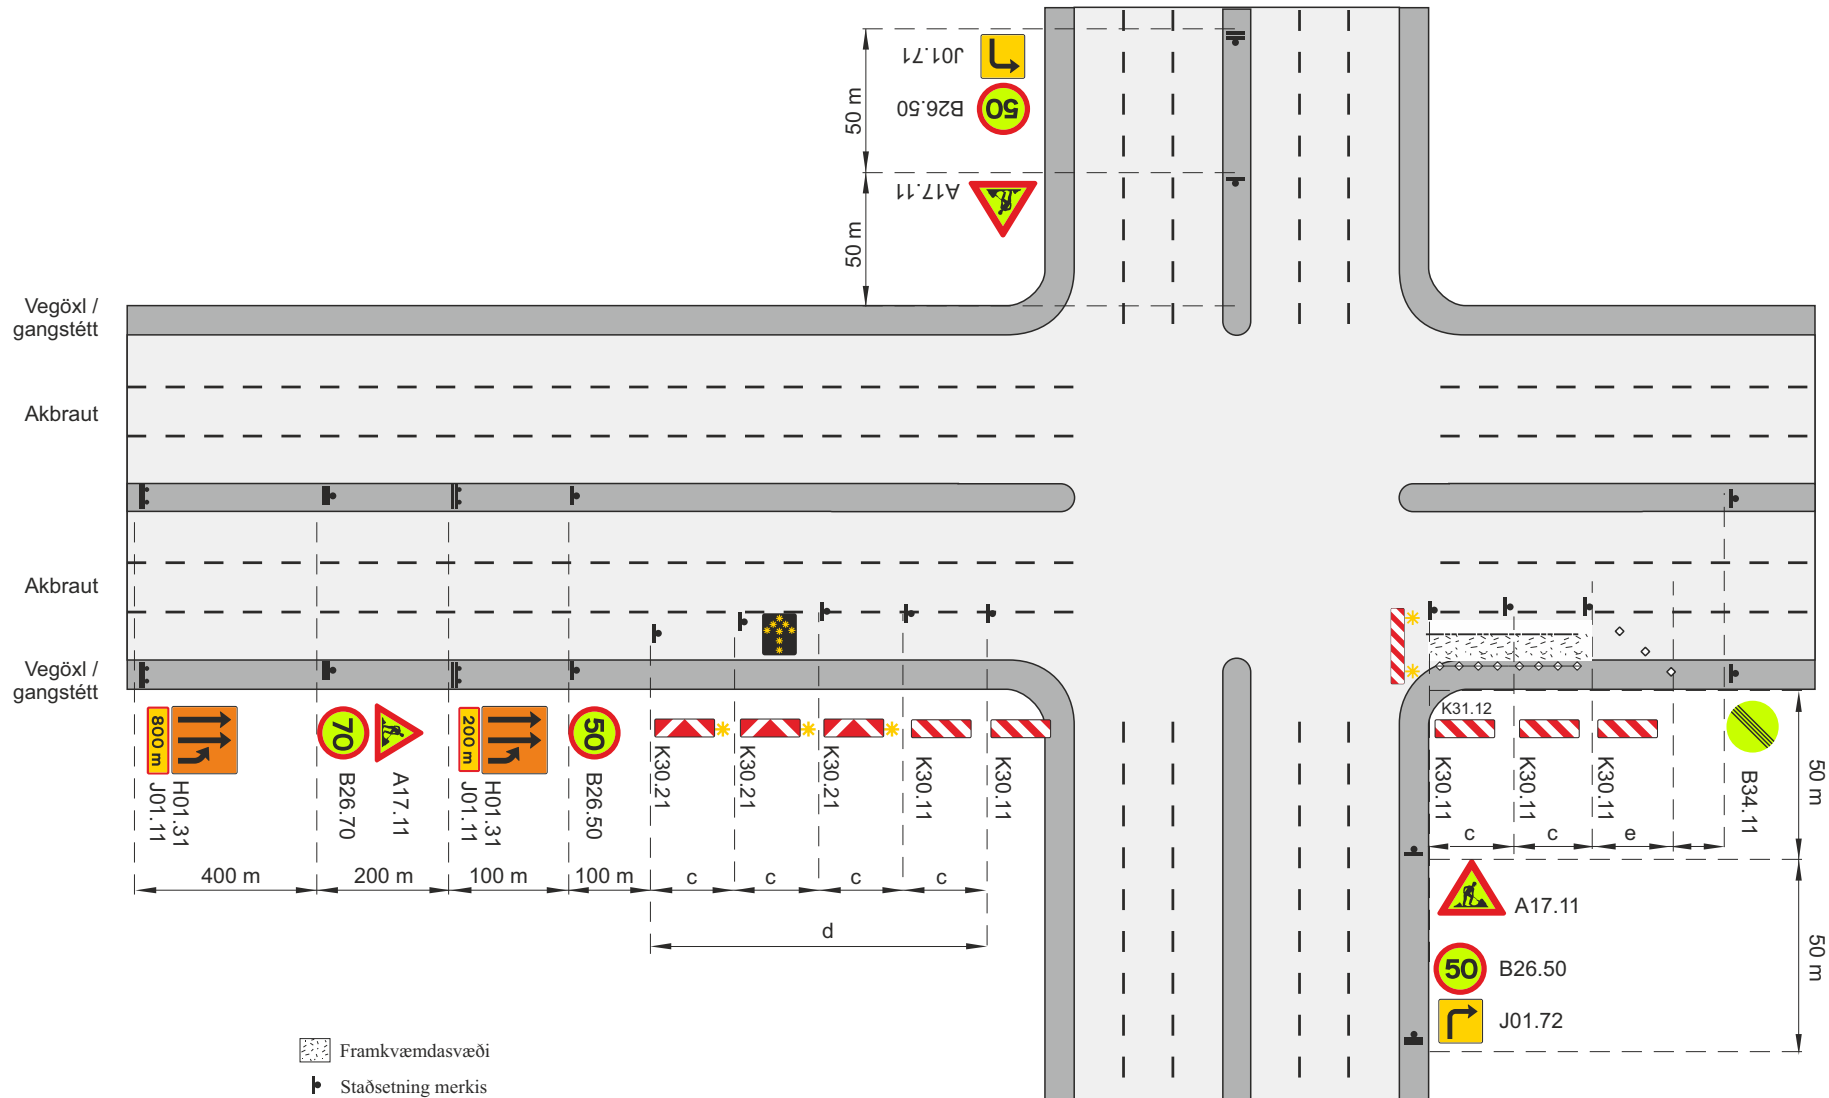 J01.71
50 m
B26.50
50
A17.11
50 m
Vegöxl /
gangstétt
Akbraut
Akbraut
Vegöxl /
gangstétt
800 m
H01.31
J01.11
70
A17.11
B26.70
200 m
H01.31
J01.11
50
B26.50
K30.21
K30.21
K30.21
K30.11
K30.11
400 m
200 m
100 m
100 m
c
c
c
c
d
K31.12
K30.11
K30.11
K30.11
c
c
e
B34.11
50 m
A17.11
50
B26.50
J01.72
50 m
Framkvæmdasvæði
Staðsetning merkis